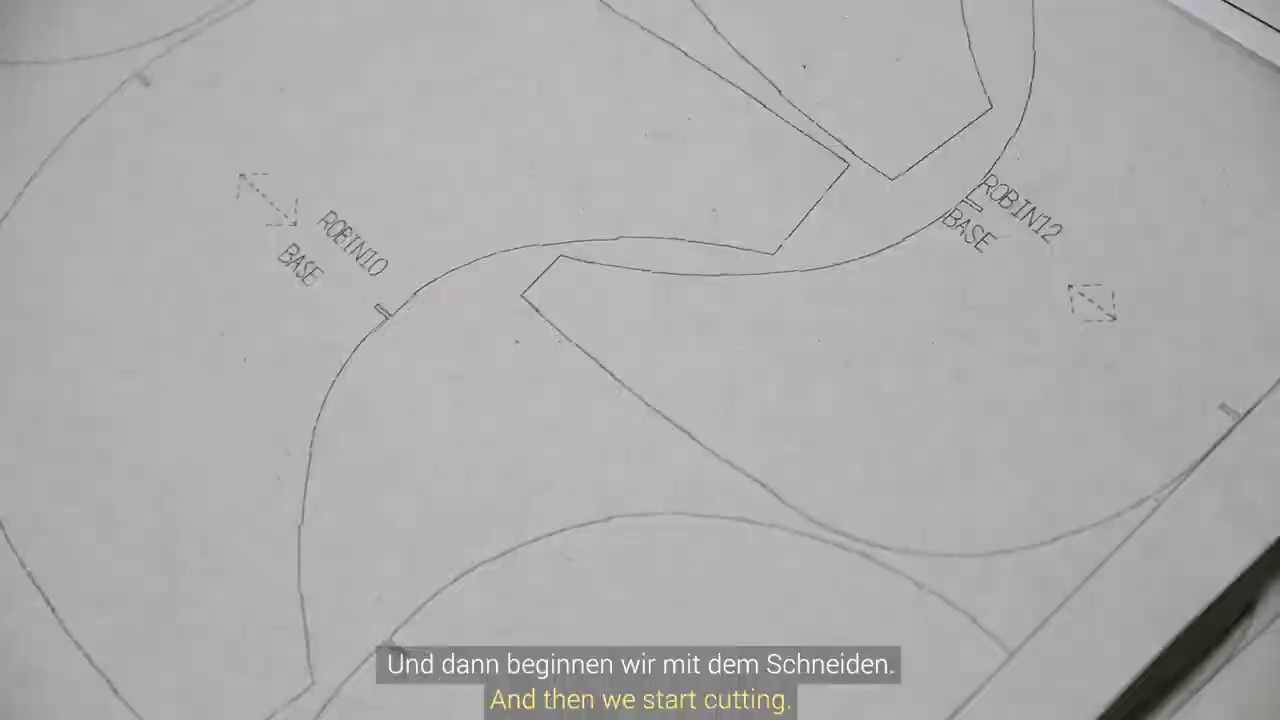 ROBIN12
BASE
ROBIN10
BASE
Und dann beginnen wir mit dem Schneiden.
And then we start cutting.